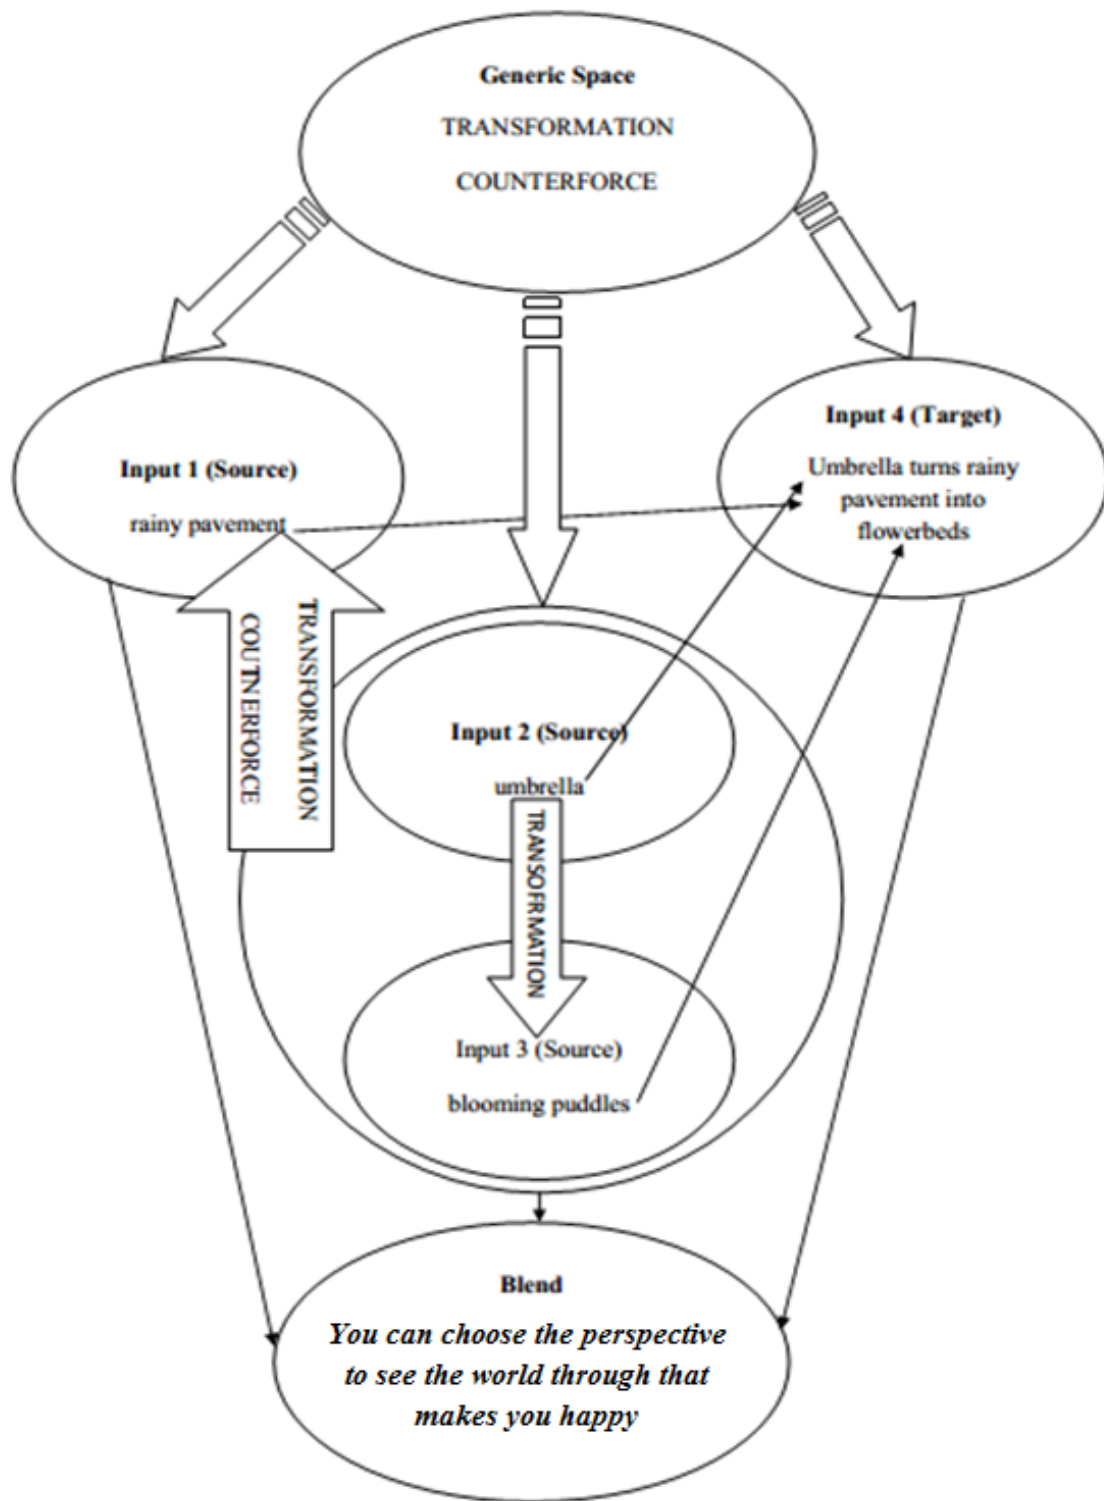 Generic Space
TRANSFORMATION
COUNTERFORCE
Input 1 (Source)
rainy pavement
Input 4 (Target)
Umbrella turns rainy
pavement into
flowerbeds
TRANSFORMATION
COUTNERFORCE
Input 2 (Source)
umbrella
TRANSOFRMATION
Input 3 (Source)
blooming puddles
Blend
You can choose the perspective
to see the world through that
makes you happy